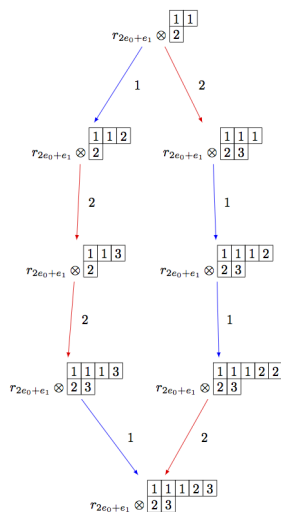 1 1
r_{2e_0+e_1} ⊗ 2
1 2
1 1 2 1 1 1
r_{2e_0+e_1} ⊗ 2 r_{2e_0+e_1} ⊗ 2 3
2 1
1 1 3 1 1 1 2
r_{2e_0+e_1} ⊗ 2 r_{2e_0+e_1} ⊗ 2 3
2 1
1 1 1 3 1 1 1 2 2
r_{2e_0+e_1} ⊗ 2 3 r_{2e_0+e_1} ⊗ 2 3
1 2
1 1 1 2 3
r_{2e_0+e_1} ⊗ 2 3